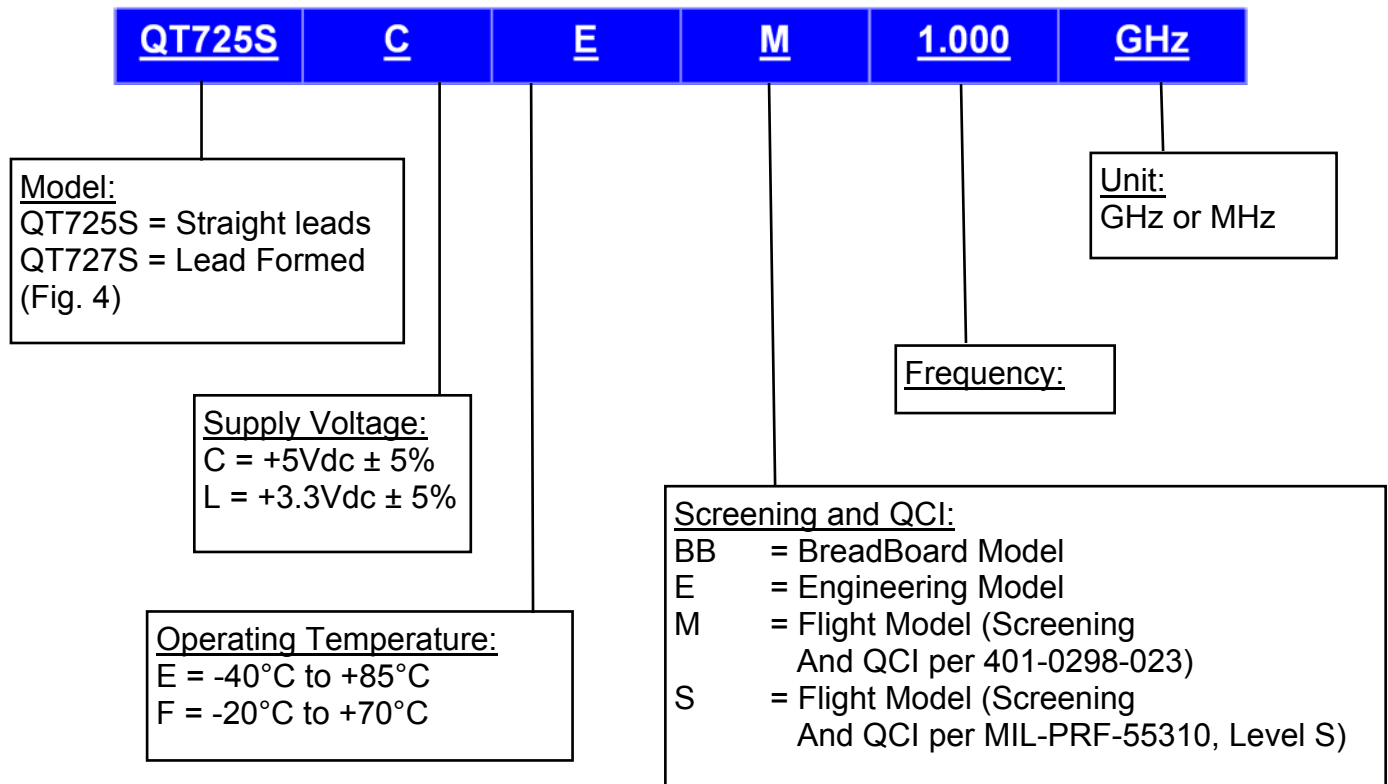 QT725S C E M 1.000 GHz
Model:
QT725S = Straight leads
QT727S = Lead Formed
(Fig. 4)
Unit:
GHz or MHz
Frequency:
Supply Voltage:
C = +5Vdc ± 5%
L = +3.3Vdc ± 5%
Screening and QCI:
BB = BreadBoard Model
E = Engineering Model
M = Flight Model (Screening
And QCI per 401-0298-023)
S = Flight Model (Screening
And QCI per MIL-PRF-55310, Level S)
Operating Temperature:
E = -40°C to +85°C
F = -20°C to +70°C